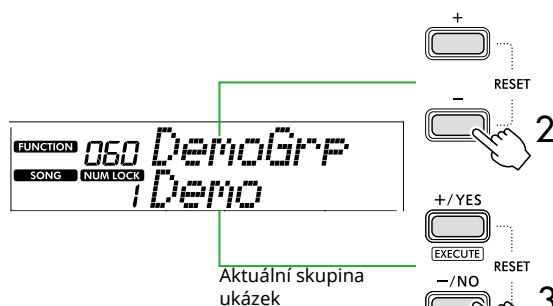 +
RESET
-
2
FUNCTION 060 DemoGrp
SONG NUM LOCK
1 Demo
+/YES
EXECUTE
RESET
-/NO
3
Aktuální skupina
ukázek